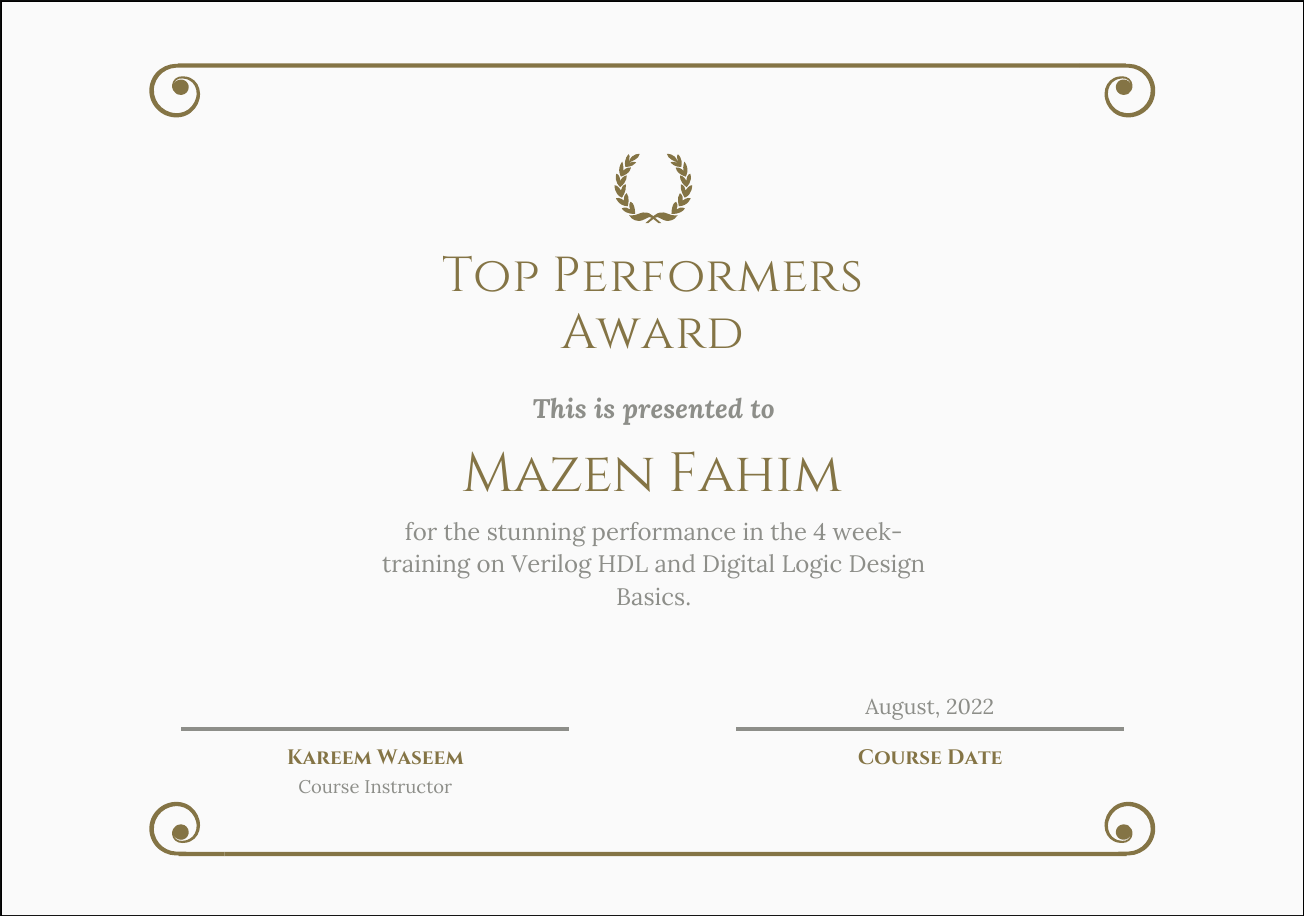 Top Performers
Award
This is presented to
Mazen Fahim
for the stunning performance in the 4 week-
training on Verilog HDL and Digital Logic Design
Basics.
August, 2022
Kareem Waseem
Course Date
Course Instructor